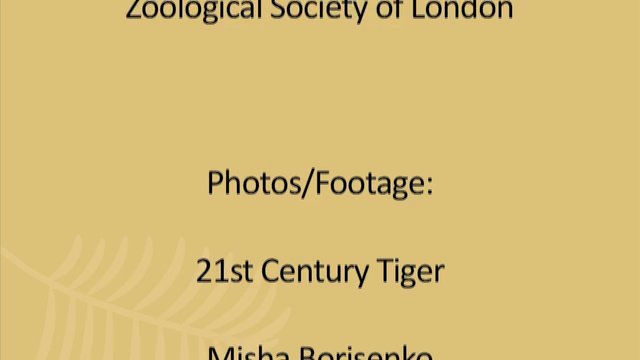 Zoological Society of London
Photos/Footage:
21st Century Tiger
Misha Borisenko